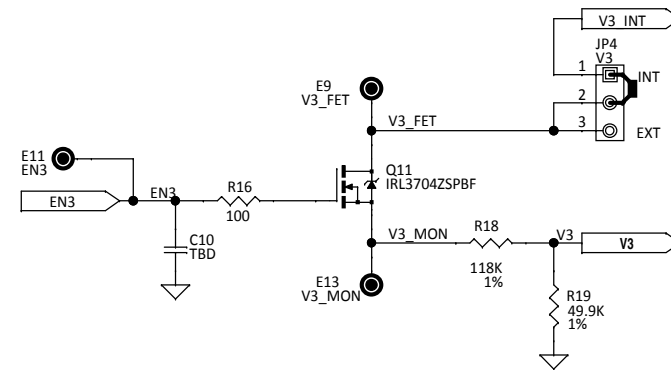 V3_INT
JP4
V3
1
INT
E9
V3_FET
2
V3_FET
3
EXT
E11
EN3
Q11
IRL3704ZSPBF
EN3
EN3
R16
100
R18
V3_MON
V3
V3
C10
TBD
118K
1%
E13
V3_MON
R19
49.9K
1%